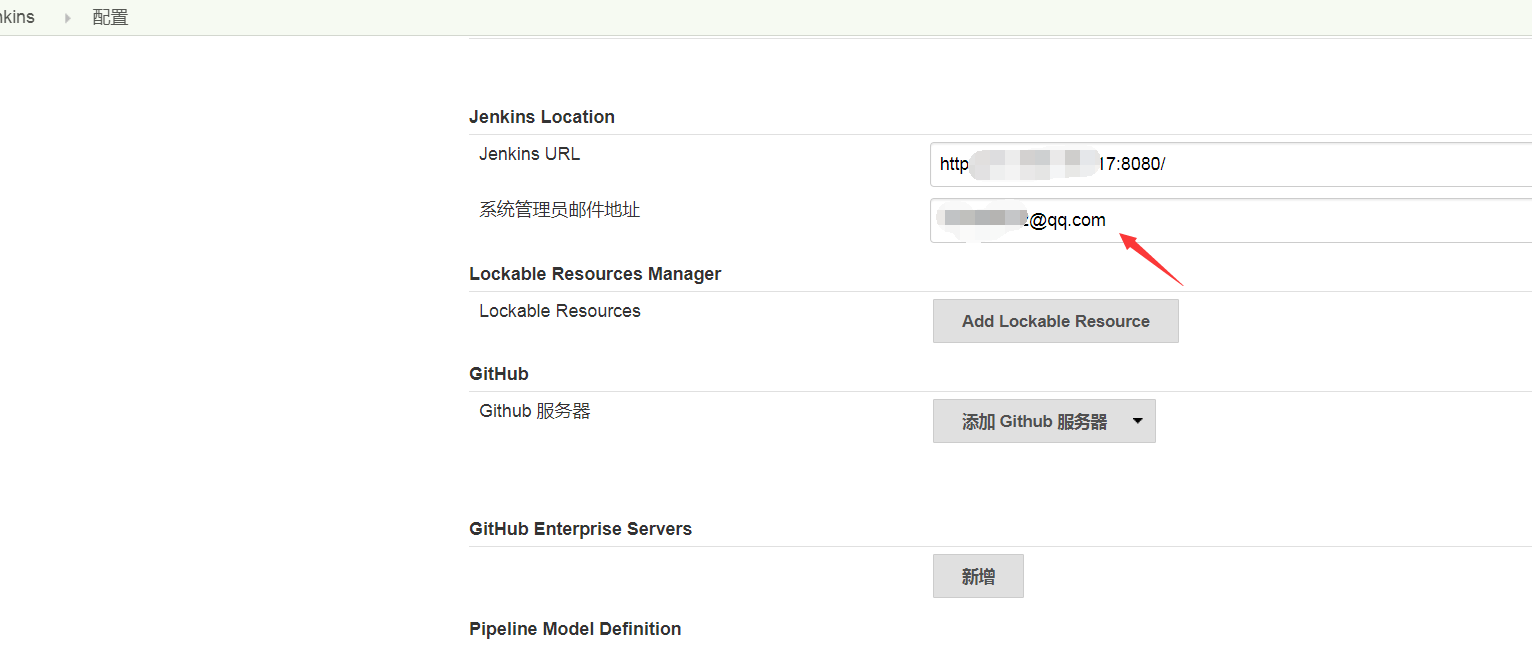 nkins 配置
Jenkins Location
Jenkins URL
http 17:8080/
系统管理员邮件地址
@qq.com
Lockable Resources Manager
Lockable Resources
Add Lockable Resource
GitHub
Github 服务器
添加 Github 服务器
GitHub Enterprise Servers
新增
Pipeline Model Definition